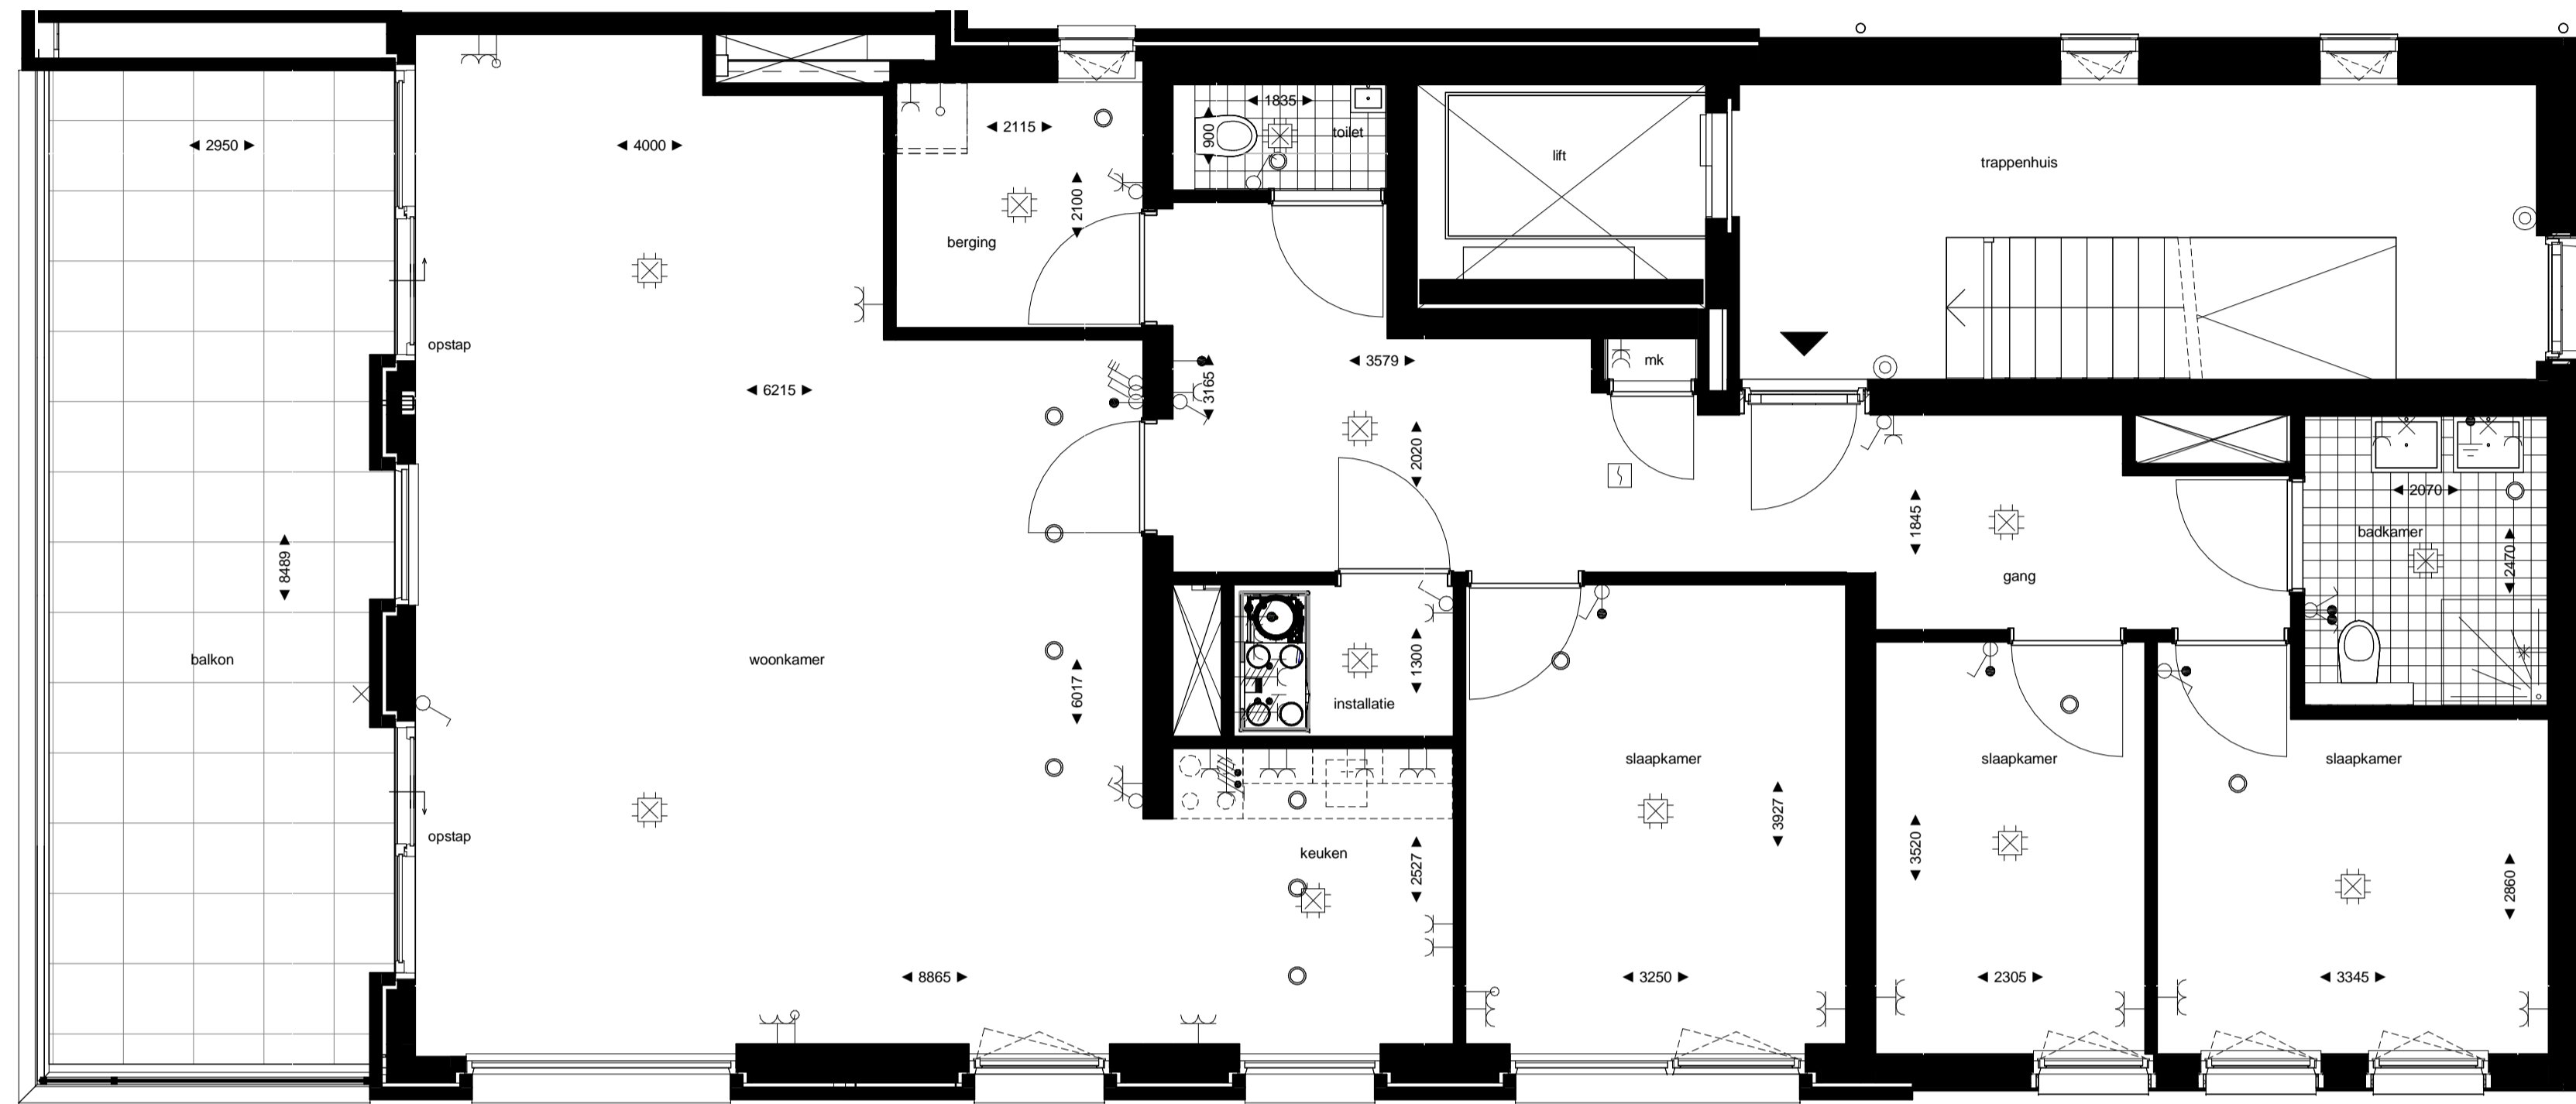 1835
toilet
900
2115
2950
4000
lift
trappenhuis
2100
berging
opstap
3579
mk
3165
6215
2020
2070
1845
badkamer
2470
8489
gang
balkon
woonkamer
1300
6017
installatie
slaapkamer
slaapkamer
slaapkamer
3927
opstap
keuken
3520
2527
2860
8865
3250
2305
3345